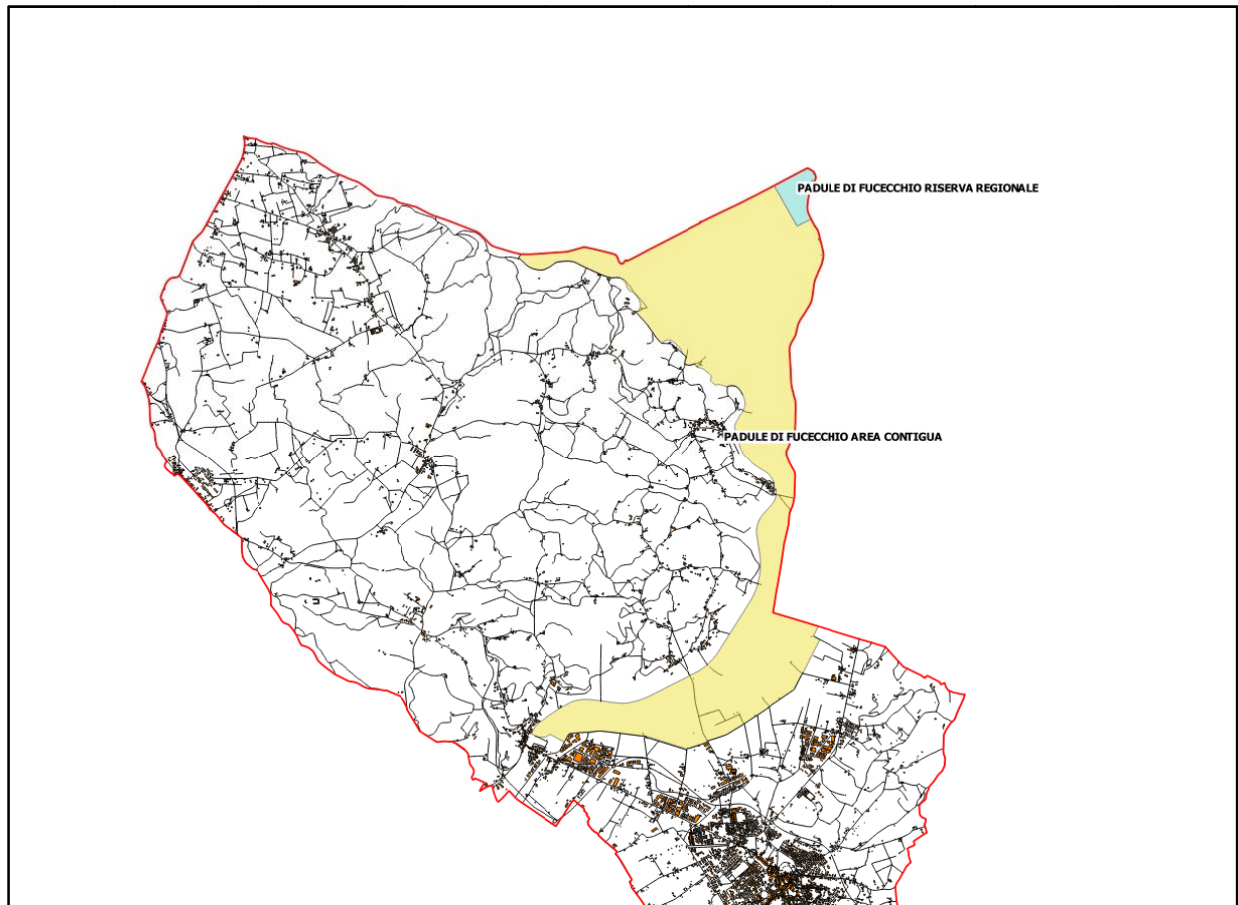 PADULE DI FUCECCHIO RISERVA REGIONALE
PADULE DI FUCECCHIO AREA CONTIGUA